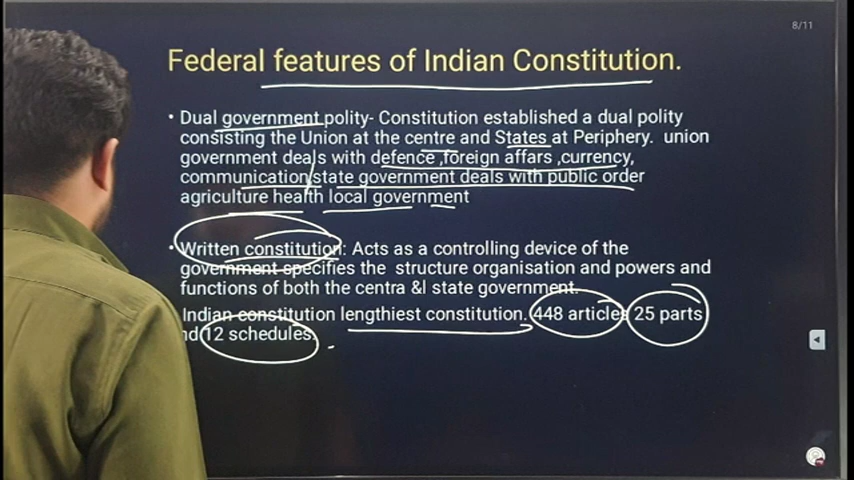 8/11
Federal features of Indian Constitution.
• Dual government polity- Constitution established a dual polity
consisting the Union at the centre and States at Periphery. union
government deals with defence ,foreign affars ,currency,
communication/state government deals with public order
agriculture health local government
• Written constitution: Acts as a controlling device of the
government specifies the structure organisation and powers and
functions of both the centra &l state government.
Indian constitution lengthiest constitution. 448 articles 25 parts
nd 12 schedules.